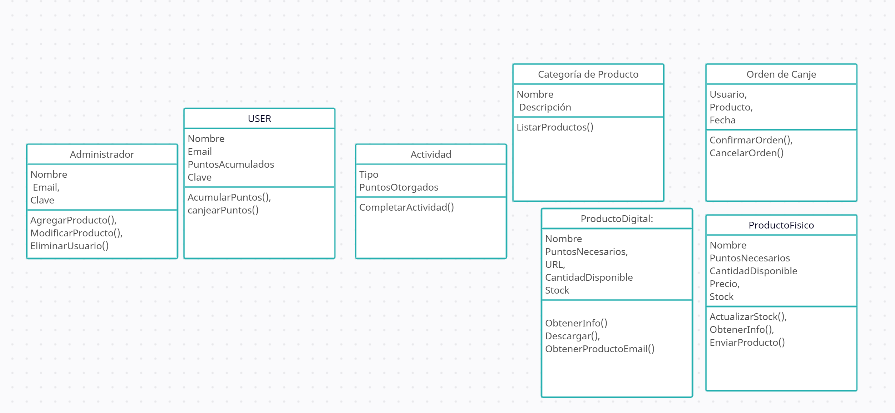 Administrador
Nombre
Email,
Clave
AgregarProducto(),
ModificarProducto(),
EliminarUsuario()
USER
Nombre
Email
PuntosAcumulados
Clave
AcumularPuntos(),
canjearPuntos()
Actividad
Tipo
PuntosOtorgados
CompletarActividad()
Categoría de Producto
Nombre
Descripción
ListarProductos()
Orden de Canje
Usuario,
Producto,
Fecha
ConfirmarOrden(),
CancelarOrden()
ProductoDigital:
Nombre
PuntosNecesarios,
URL,
CantidadDisponible
Stock
ObtenerInfo()
Descargar(),
ObtenerProductoEmail()
ProductoFisico
Nombre
PuntosNecesarios
CantidadDisponible
Precio,
Stock
ActualizarStock(),
ObtenerInfo(),
EnviarProducto()